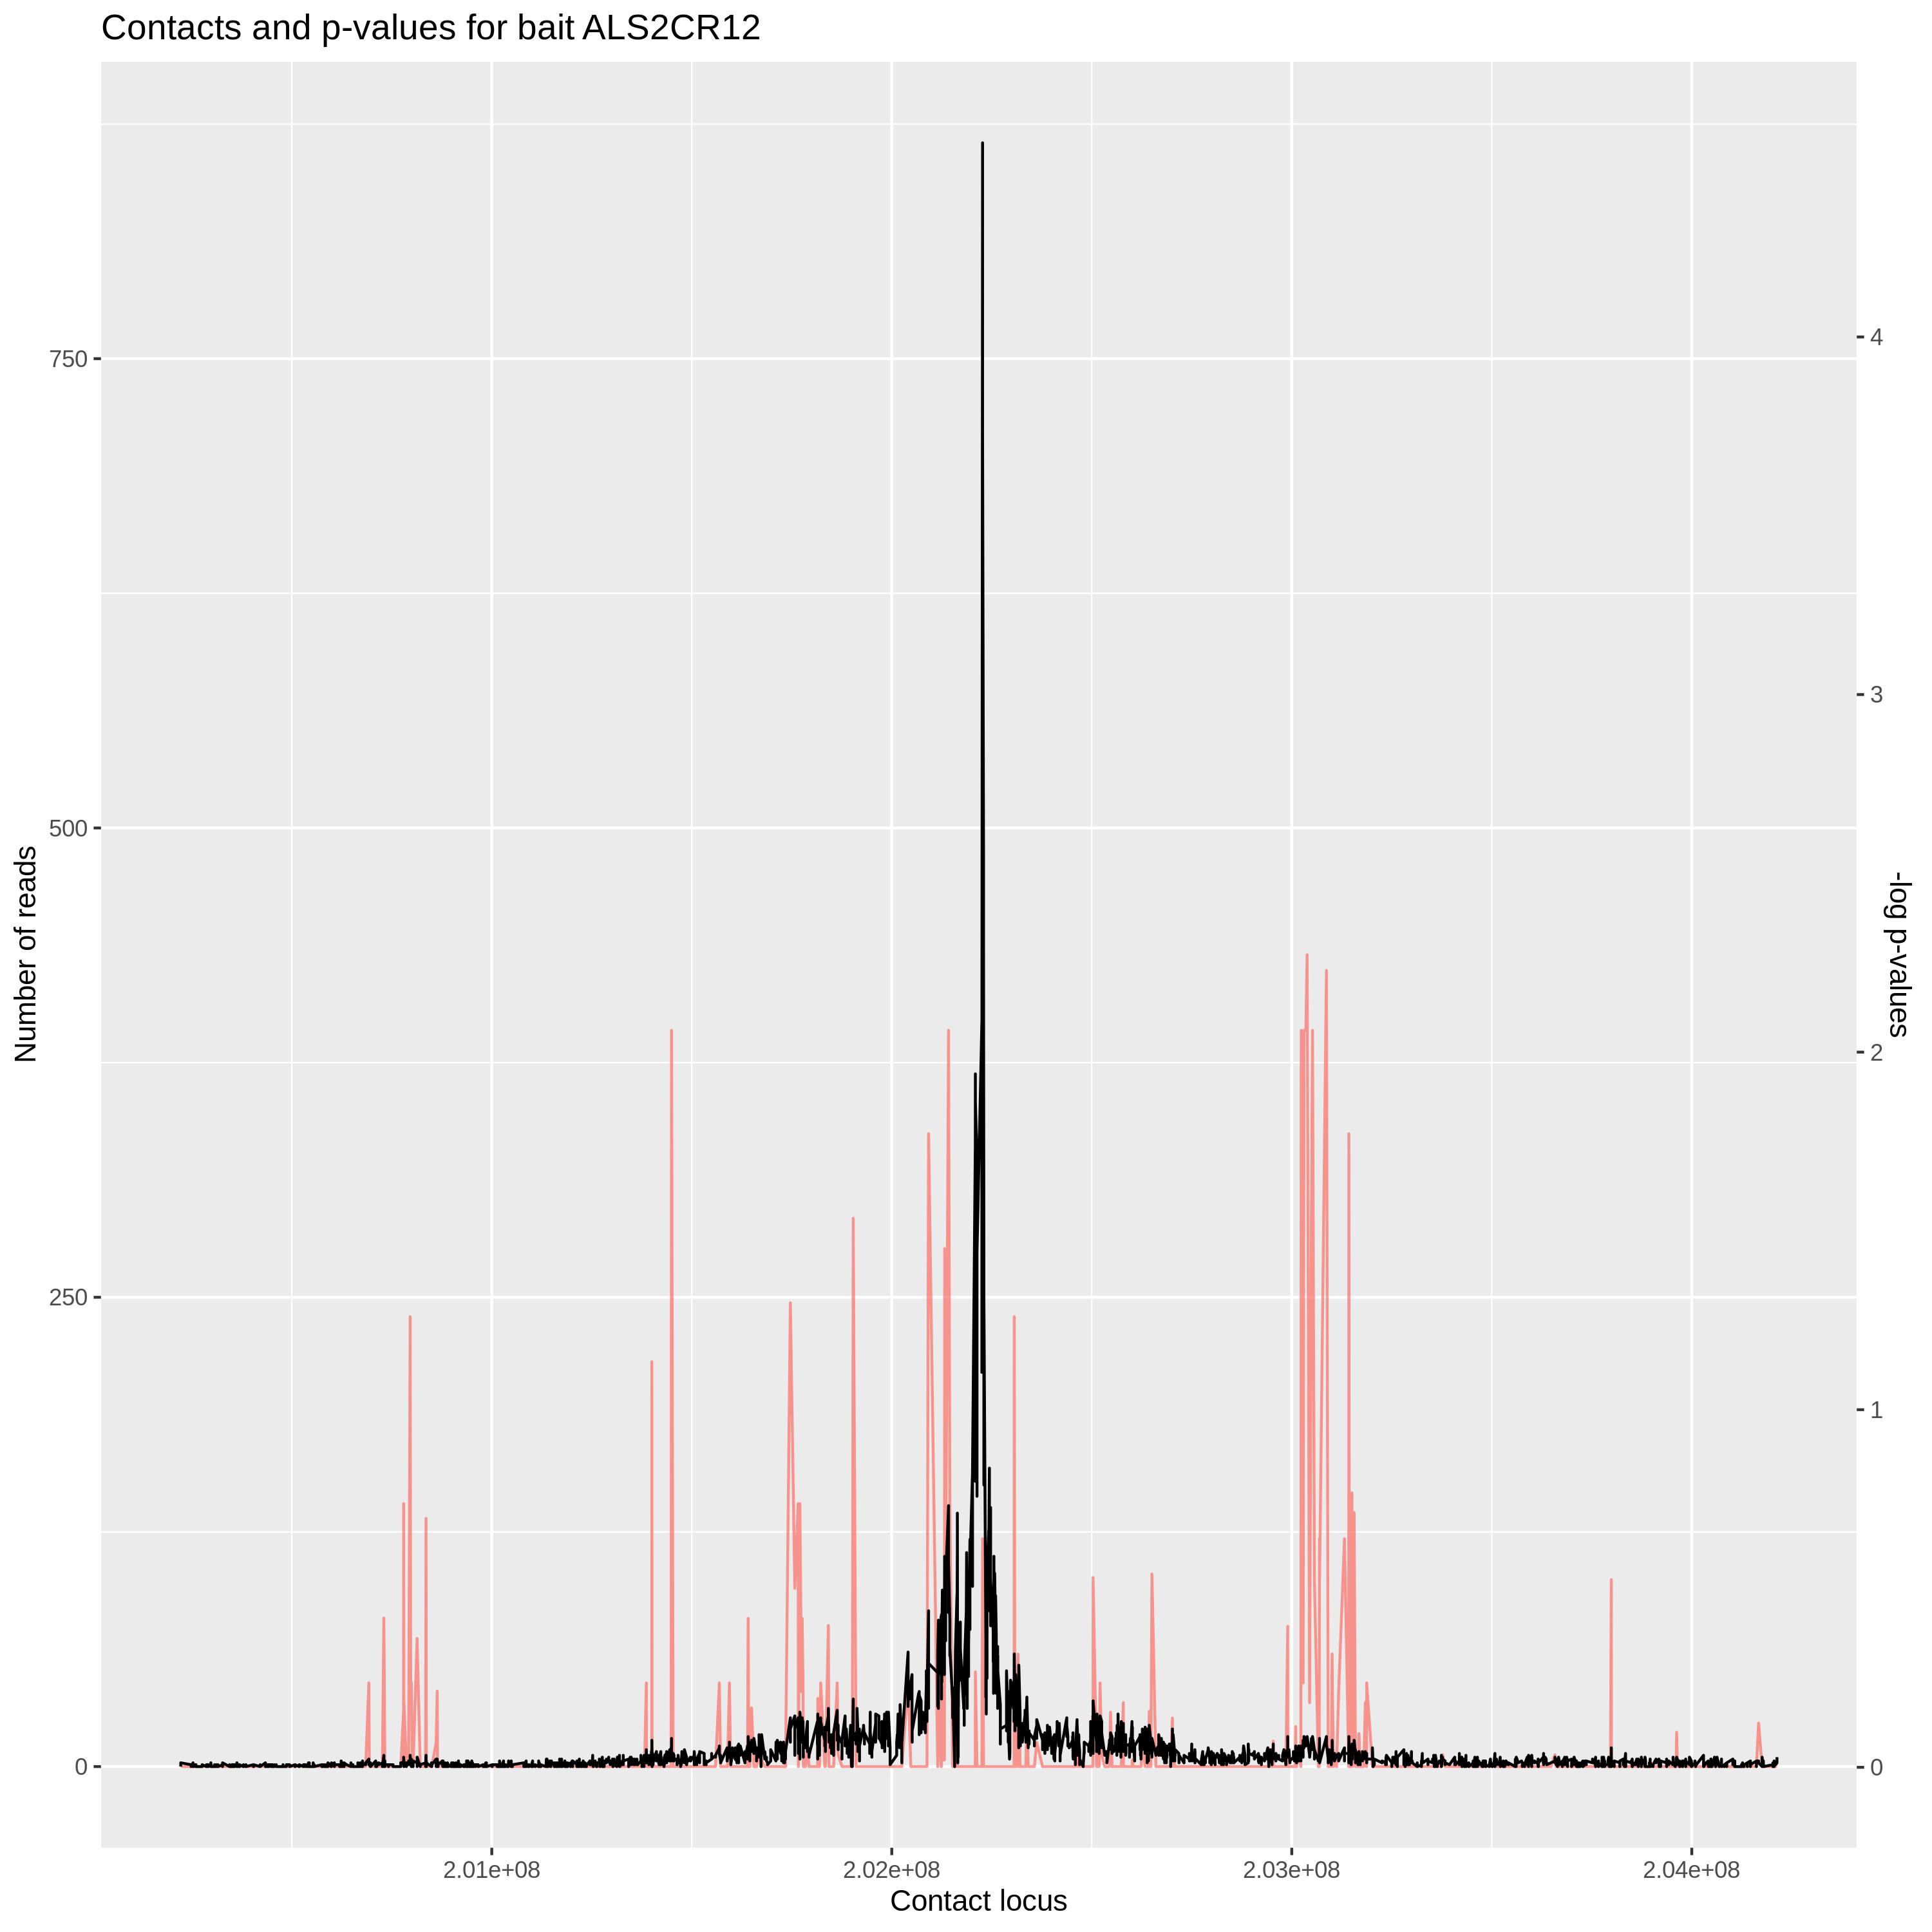 Contacts and p-values for bait ALS2CR12
Number of reads
750
500
250
0
-log p-values
4
3
2
1
0
2.01e+08 2.02e+08 2.03e+08 2.04e+08
Contact locus